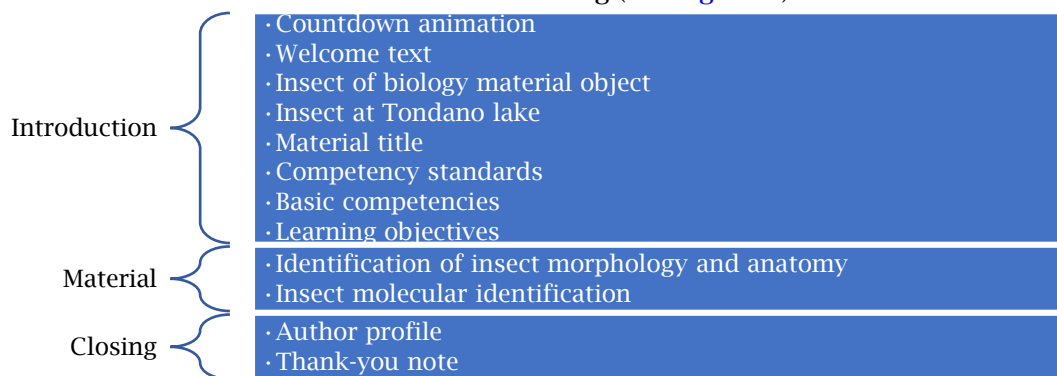 Introduction
·Countdown animation
·Welcome text
·Insect of biology material object
·Insect at Tondano lake
·Material title
·Competency standards
·Basic competencies
·Learning objectives
Material
·Identification of insect morphology and anatomy
·Insect molecular identification
Closing
·Author profile
·Thank-you note